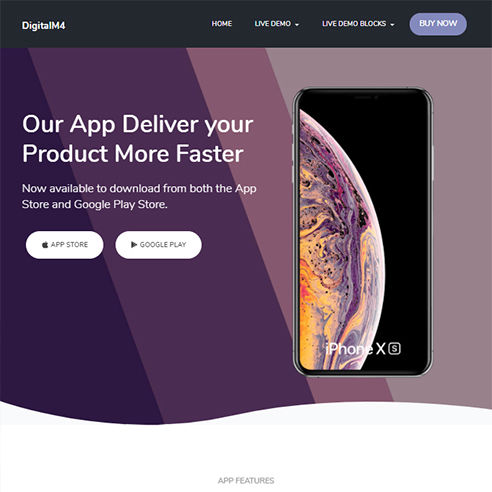 DigitalM4
HOME
LIVE DEMO
LIVE DEMO BLOCKS
BUY NOW
Our App Deliver your
Product More Faster
Now available to download from both the App
Store and Google Play Store.
APP STORE
GOOGLE PLAY
iPhone XS
APP FEATURES